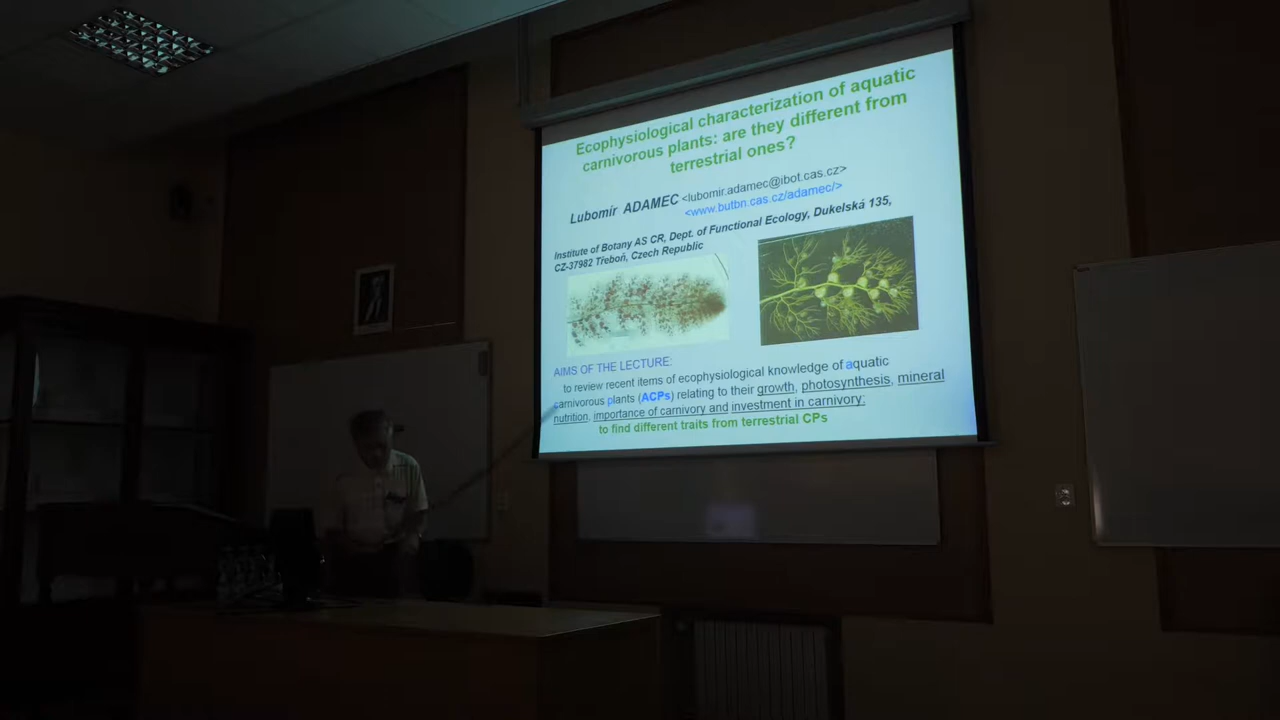 Ecophysiological characterization of aquatic
carnivorous plants: are they different from
terrestrial ones?
Lubomír ADAMEC <lubomir.adamec@ibot.cas.cz>
<www.butbn.cas.cz/adamec/>
Institute of Botany AS CR, Dept. of Functional Ecology, Dukelská 135,
CZ-37982 Třeboň, Czech Republic
AIMS OF THE LECTURE:
to review recent items of ecophysiological knowledge of aquatic
carnivorous plants (ACPs) relating to their growth, photosynthesis, mineral
nutrition, importance of carnivory and investment in carnivory;
to find different traits from terrestrial CPs